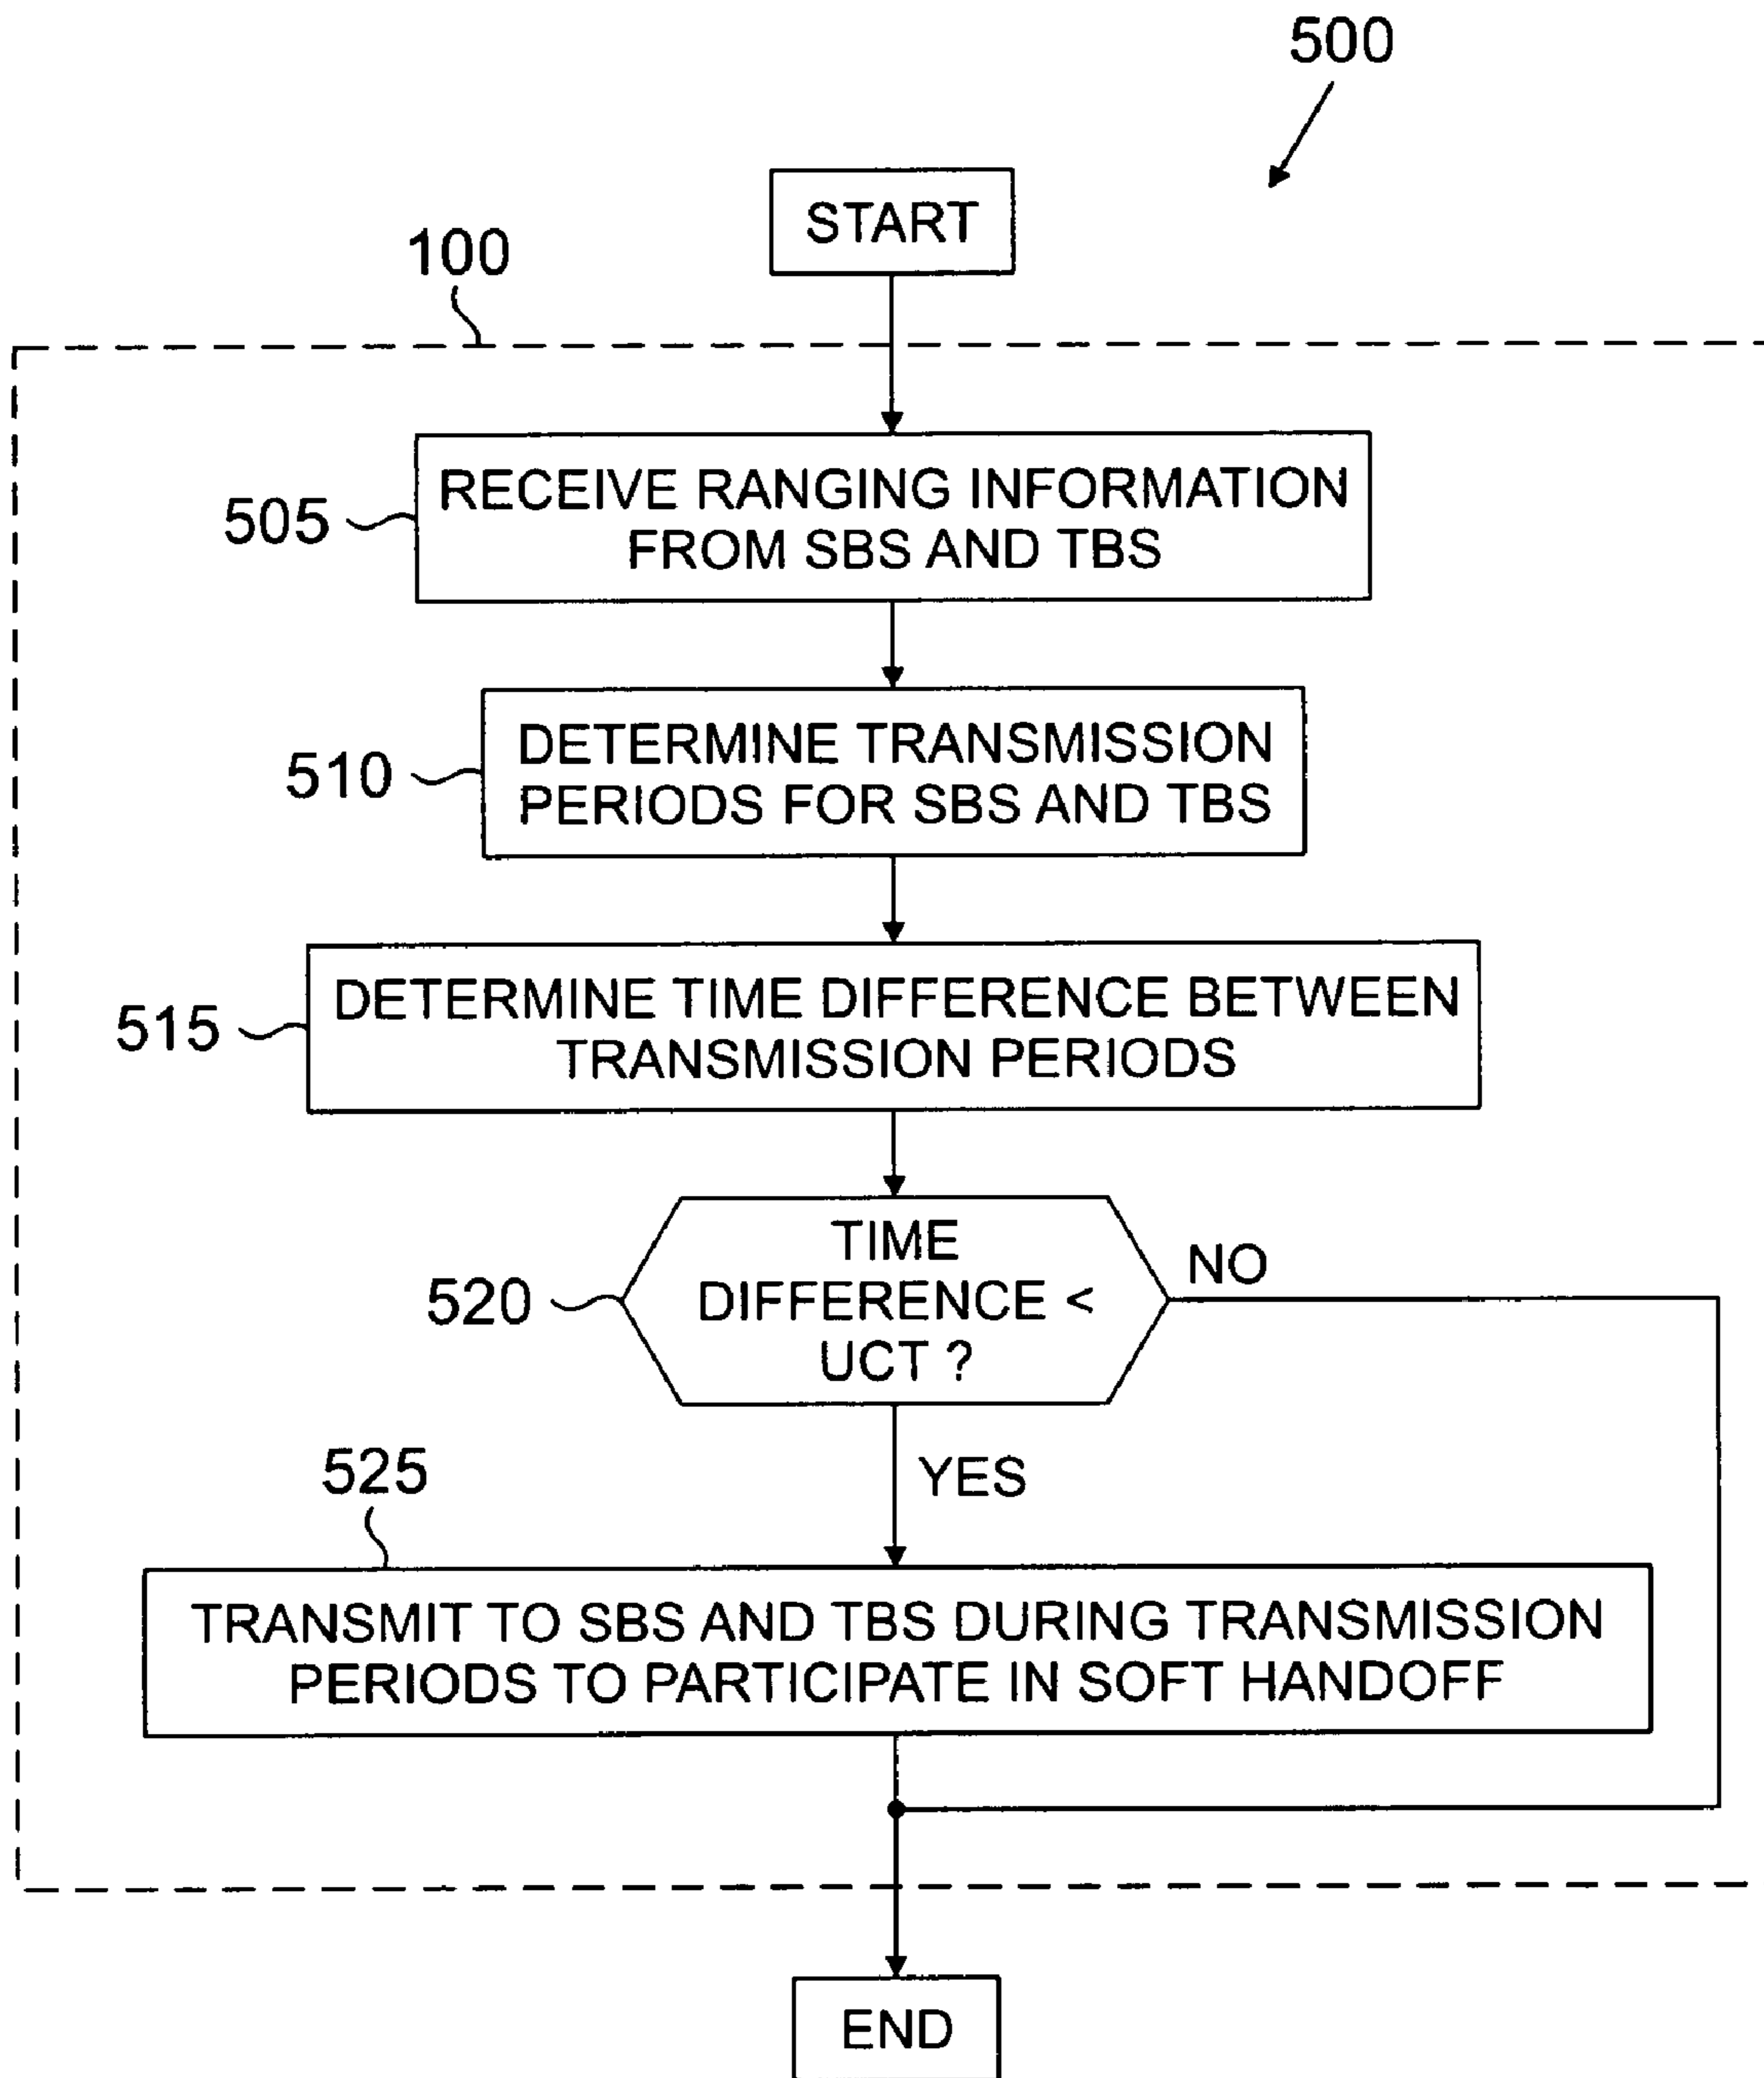 500
START
100
505
RECEIVE RANGING INFORMATION
FROM SBS AND TBS
510
DETERMINE TRANSMISSION
PERIODS FOR SBS AND TBS
515
DETERMINE TIME DIFFERENCE BETWEEN
TRANSMISSION PERIODS
520
TIME
DIFFERENCE <
UCT ?
NO
YES
525
TRANSMIT TO SBS AND TBS DURING TRANSMISSION
PERIODS TO PARTICIPATE IN SOFT HANDOFF
END